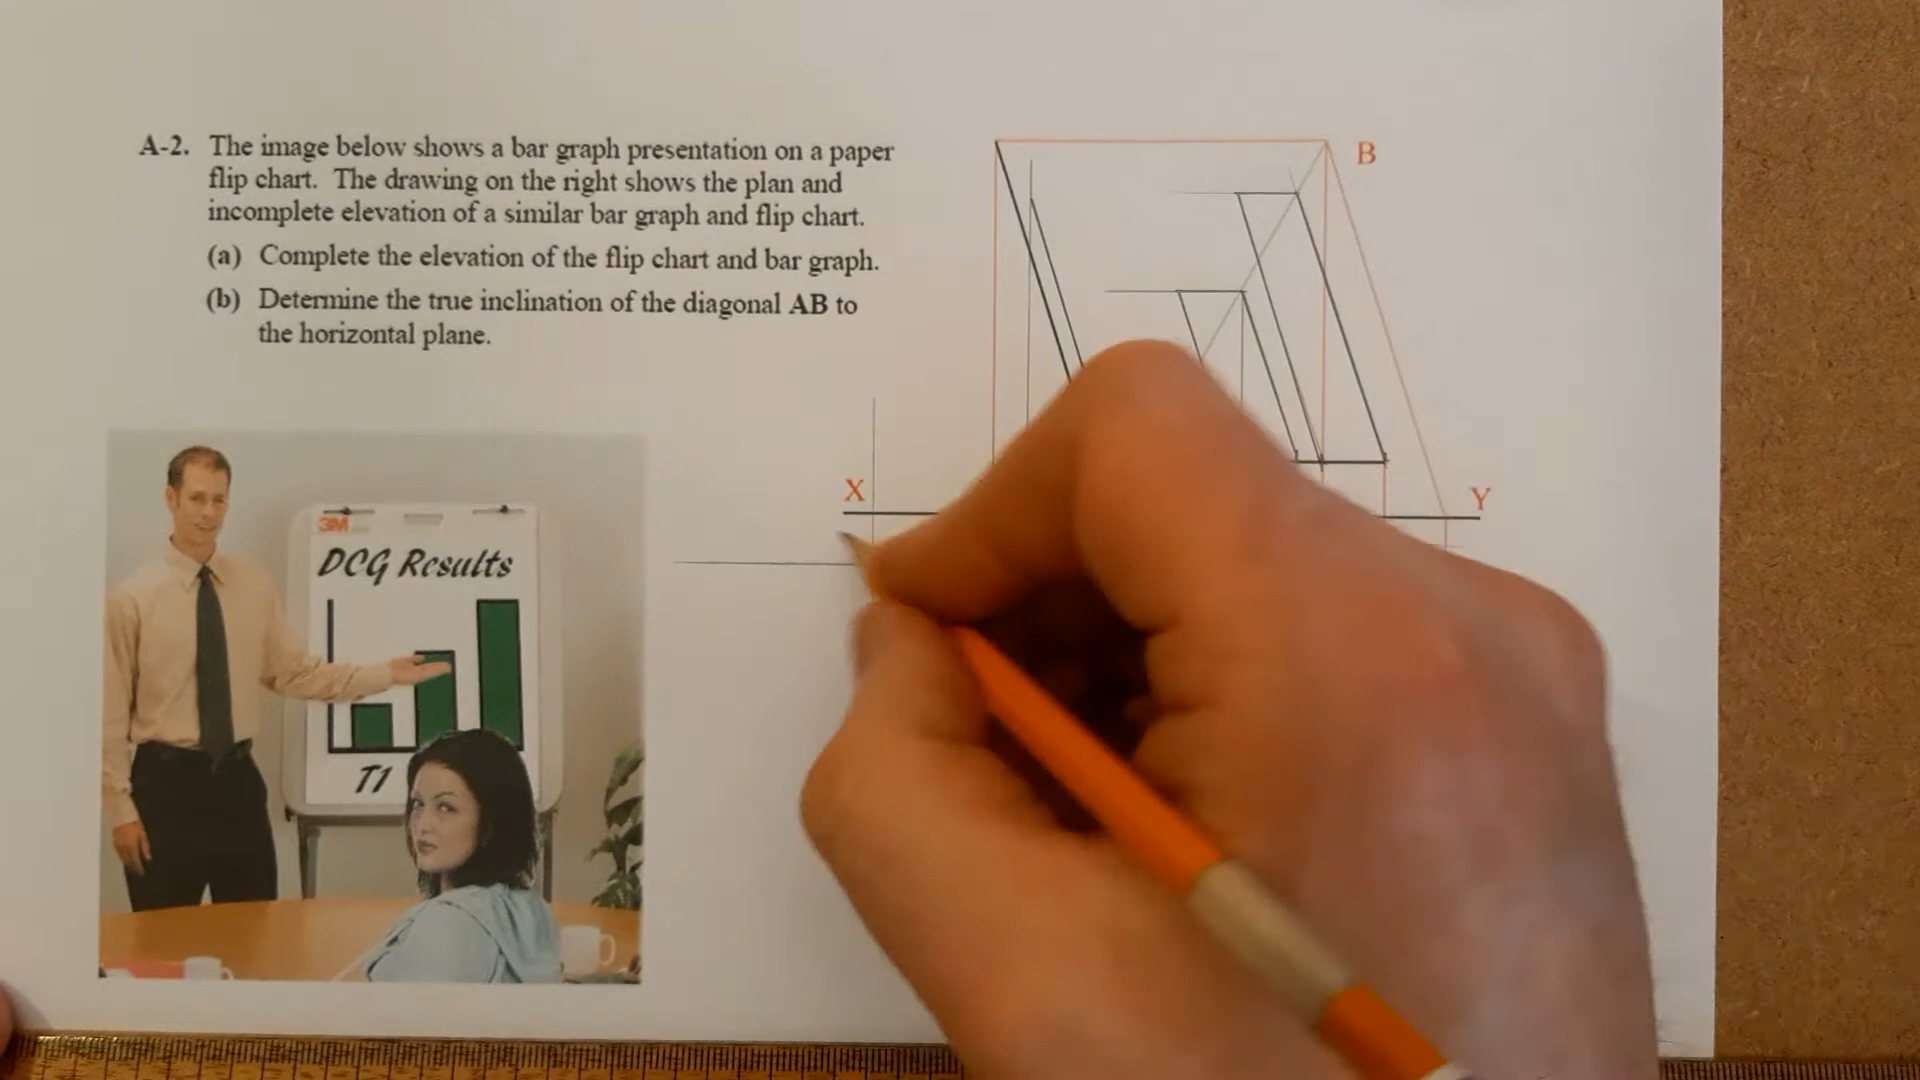 A-2. The image below shows a bar graph presentation on a paper
flip chart. The drawing on the right shows the plan and
incomplete elevation of a similar bar graph and flip chart.
(a) Complete the elevation of the flip chart and bar graph.
(b) Determine the true inclination of the diagonal AB to
the horizontal plane.
B
X
Y
3M
DCG Results
T1